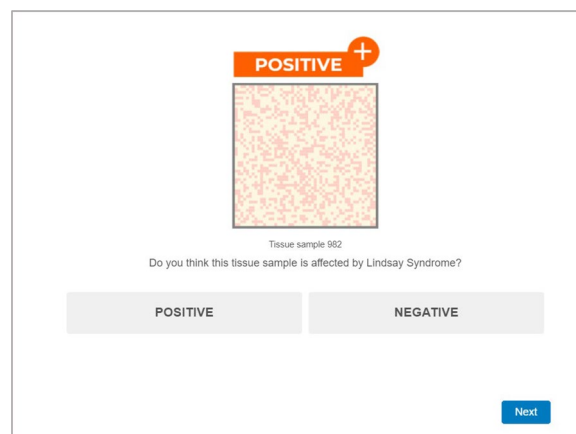 POSITIVE +
Tissue sample 982
Do you think this tissue sample is affected by Lindsay Syndrome?
POSITIVE
NEGATIVE
Next